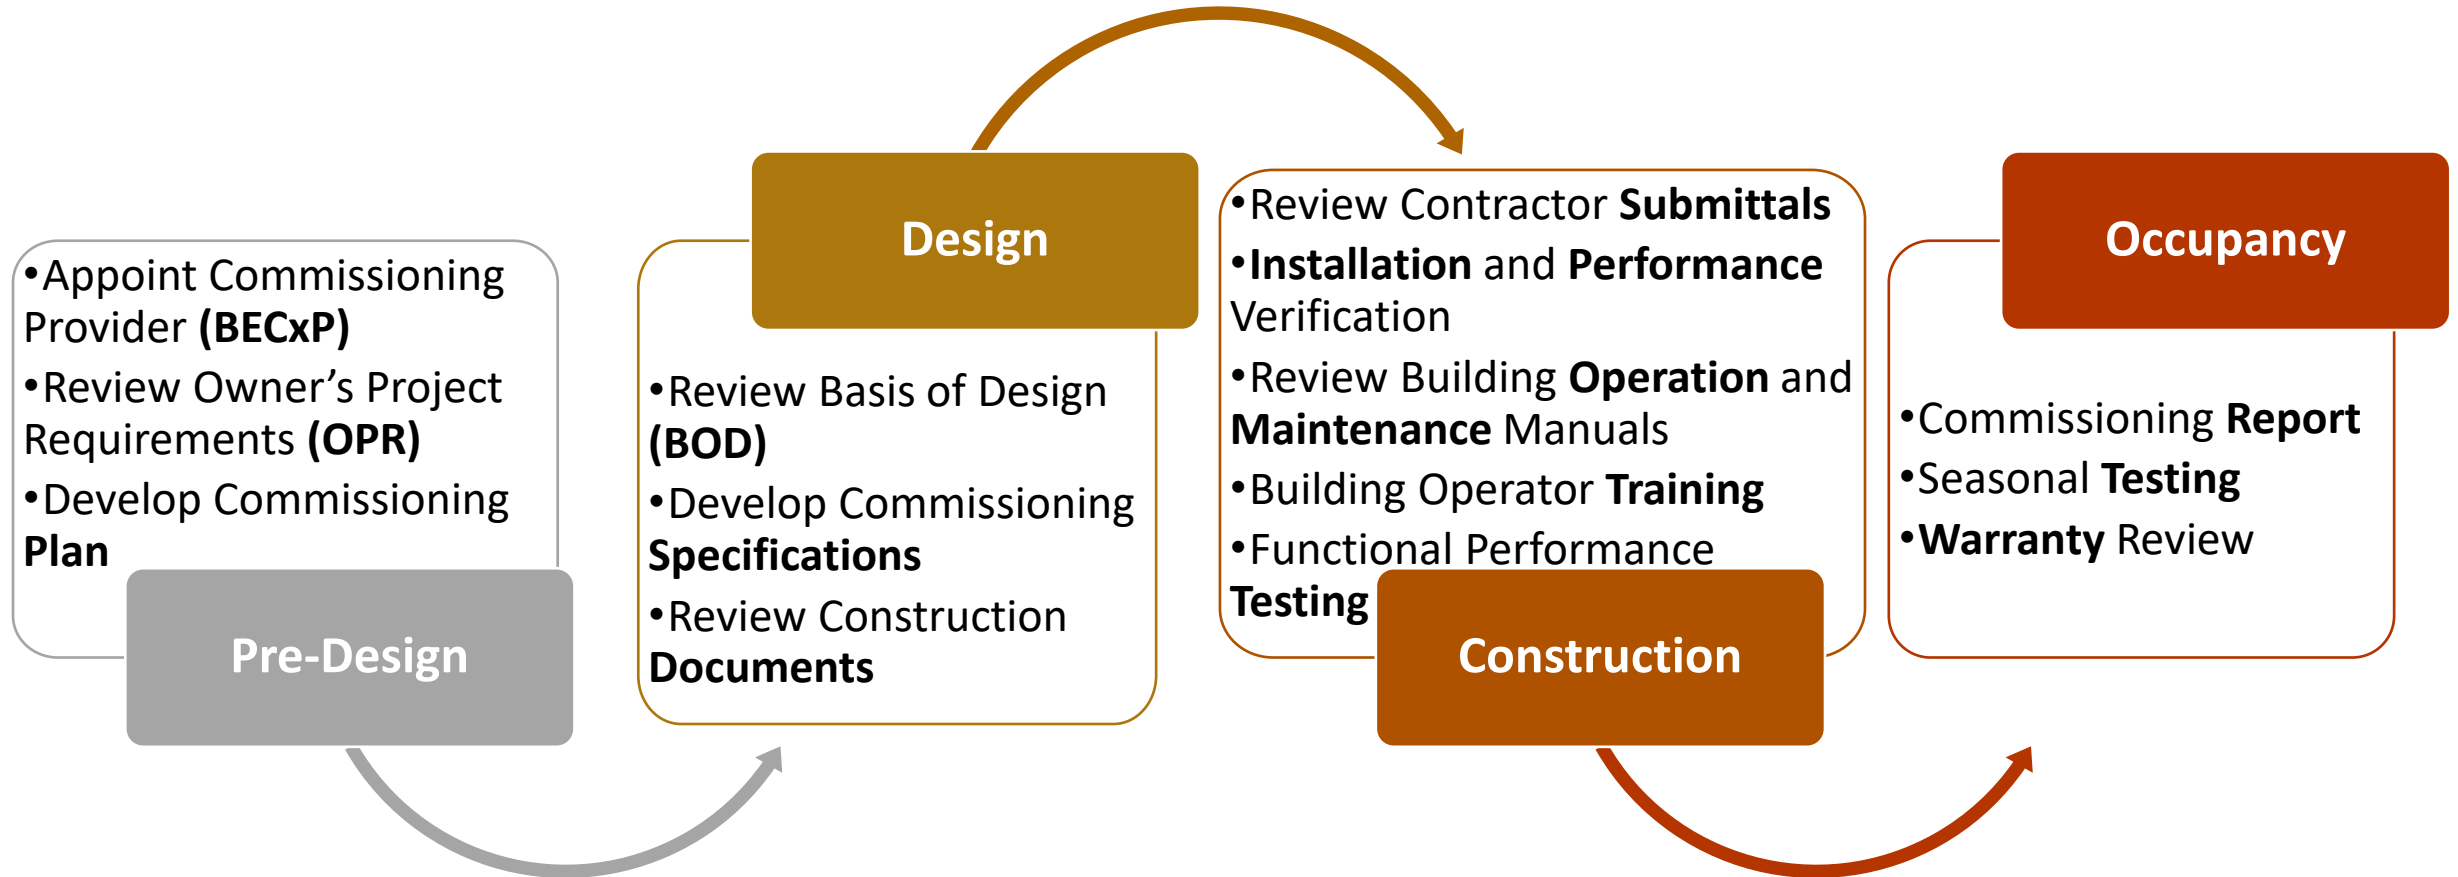 •Appoint Commissioning
Provider (BECxP)
•Review Owner’s Project
Requirements (OPR)
•Develop Commissioning
Plan
Pre-Design
Design
•Review Basis of Design
(BOD)
•Develop Commissioning
Specifications
•Review Construction
Documents
•Review Contractor Submittals
•Installation and Performance
Verification
•Review Building Operation and
Maintenance Manuals
•Building Operator Training
•Functional Performance
Testing
Construction
Occupancy
•Commissioning Report
•Seasonal Testing
•Warranty Review